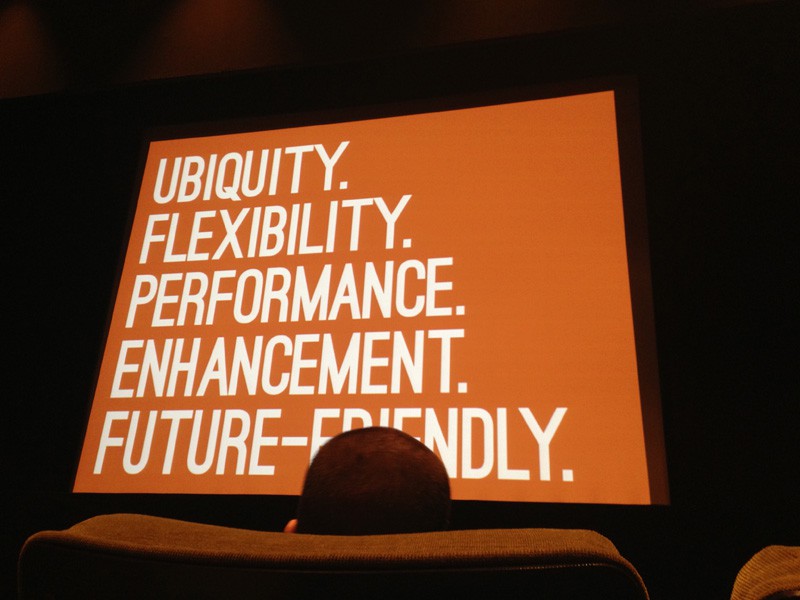 UBIQUITY.
FLEXIBILITY.
PERFORMANCE.
ENHANCEMENT.
FUTURE-FRIENDLY.